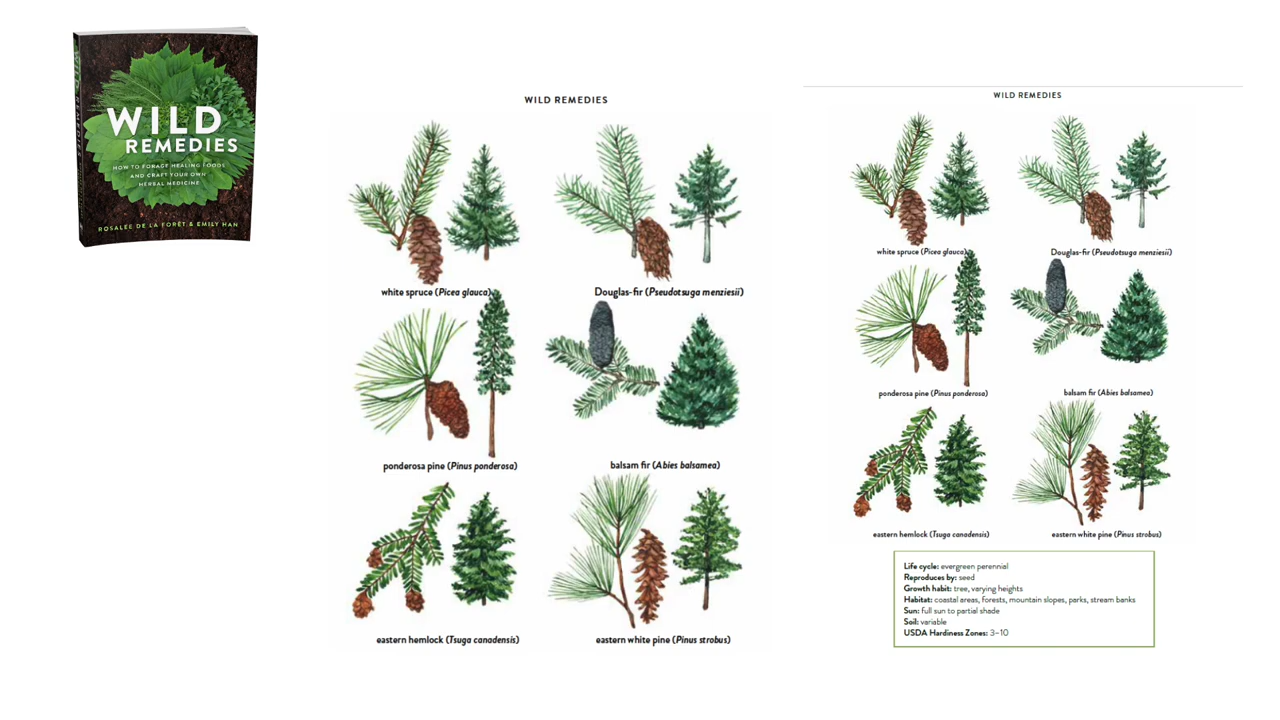 WILD
REMEDIES
HOW TO FORAGE HEALING FOODS
AND CRAFT YOUR OWN
HERBAL MEDICINE
ROSALEE DE LA FORÊT & EMILY HAN
WILD REMEDIES
WILD REMEDIES
white spruce (Picea glauca)
Douglas-fir (Pseudotsuga menziesii)
ponderosa pine (Pinus ponderosa)
balsam fir (Abies balsamea)
eastern hemlock (Tsuga canadensis)
eastern white pine (Pinus strobus)
WILD REMEDIES
white spruce (Picea glauca)
Douglas-fir (Pseudotsuga menziesii)
ponderosa pine (Pinus ponderosa)
balsam fir (Abies balsamea)
eastern hemlock (Tsuga canadensis)
eastern white pine (Pinus strobus)
Life cycle: evergreen perennial
Reproduces by: seed
Growth habit: tree, varying heights
Habitat: coastal areas, forests, mountain slopes, parks, stream banks
Sun: full sun to partial shade
Soil: variable
USDA Hardiness Zones: 3–10